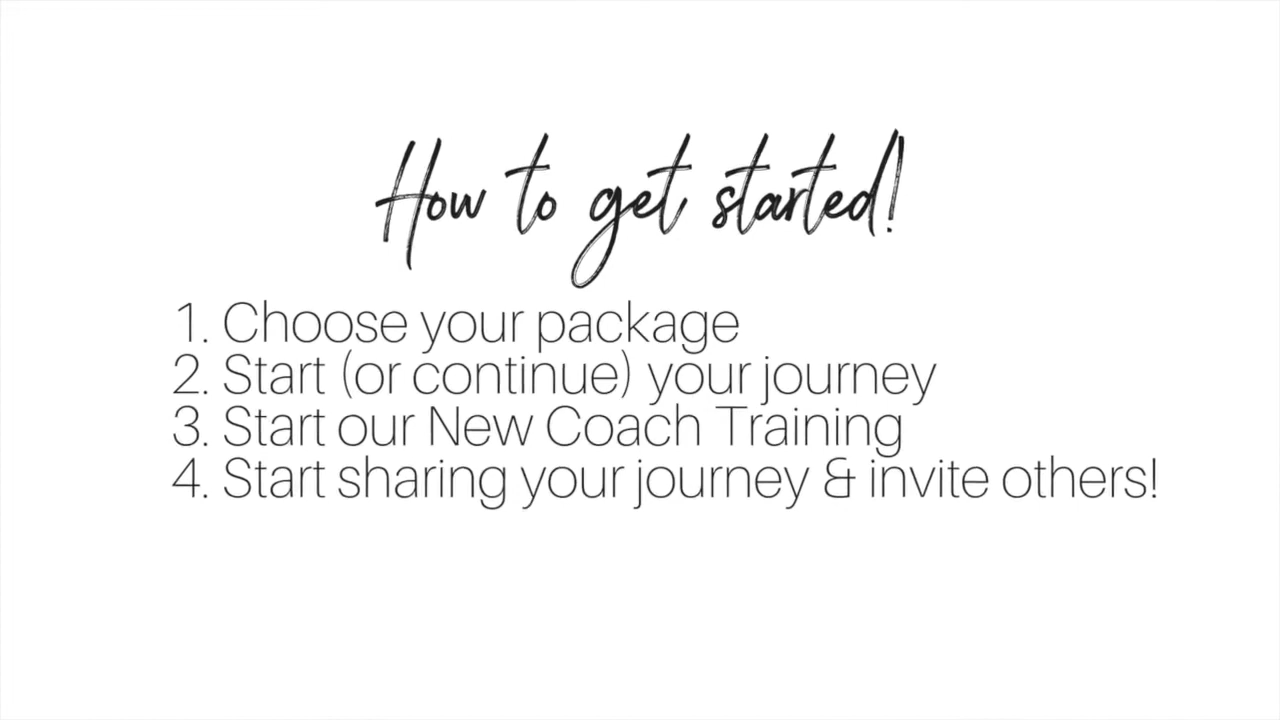 How to get started!
1. Choose your package
2. Start (or continue) your journey
3. Start our New Coach Training
4. Start sharing your journey & invite others!